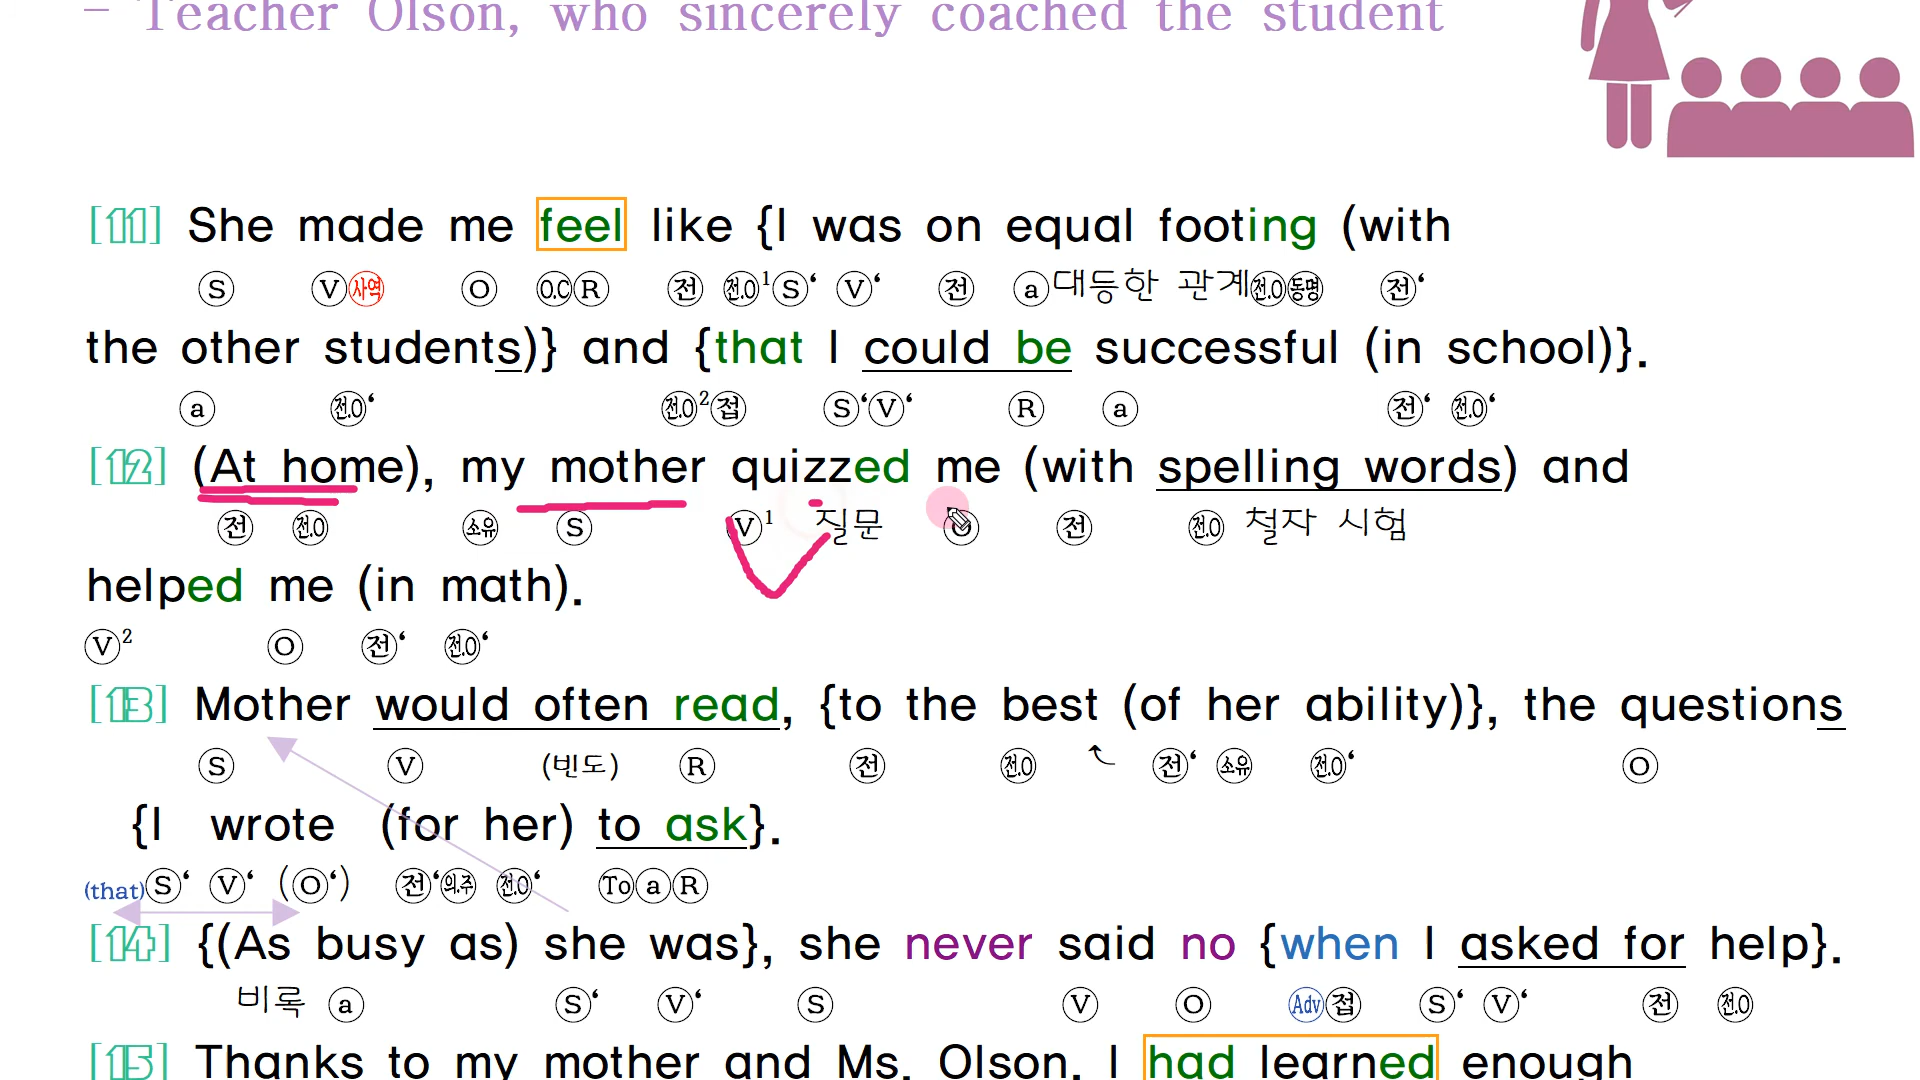 – Teacher Olson, who sincerely coached the student
[11] She made me feel like {I was on equal footing (with
S V사역 O O.C R 전 전.O¹ S‘ V‘ 전 a 대등한 관계 전.O 동명 전‘
the other students)} and {that I could be successful (in school)}.
a 전.O‘ 전.O² 접 S‘ V‘ R a 전‘ 전.O‘
[12] (At home), my mother quizzed me (with spelling words) and
전 전.O 소유 S V¹ 질문 O 전 전.O 철자 시험
helped me (in math).
V² O 전‘ 전.O‘
[13] Mother would often read, {to the best (of her ability)}, the questions
S V (빈도) R 전 전.O 전‘ 소유 전.O‘ O
{I wrote (for her) to ask}.
(that) S‘ V‘ (O‘) 전‘ 의.주 전.O‘ To a R
[14] {(As busy as) she was}, she never said no {when I asked for help}.
비록 a S‘ V‘ S V O Adv 접 S‘ V‘ 전 전.O
[15] Thanks to my mother and Ms. Olson, I had learned enough